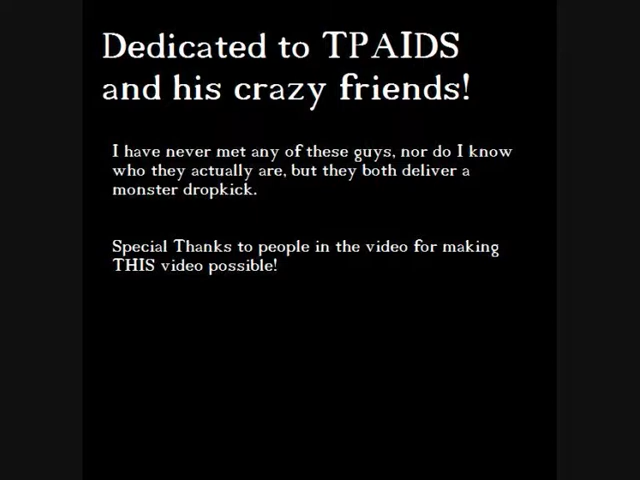 Dedicated to TPAIDS
and his crazy friends!
I have never met any of these guys, nor do I know
who they actually are, but they both deliver a
monster dropkick.
Special Thanks to people in the video for making
THIS video possible!